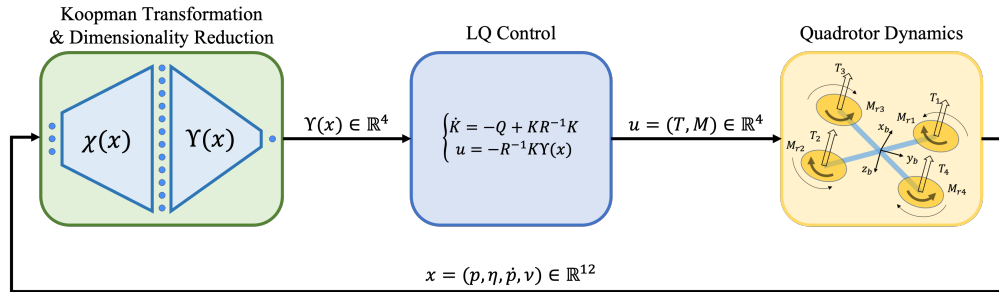 Koopman Transformation
& Dimensionality Reduction
LQ Control
Quadrotor Dynamics
χ(x)
Υ(x)
Υ(x) ∈ ℝ⁴
K̇ = −Q + KR⁻¹K
u = −R⁻¹KΥ(x)
u = (T, M) ∈ ℝ⁴
T₃
T₁
M_r3
M_r1
T₂
x_b
M_r2
y_b
z_b
T₄
M_r4
x = (p, η, ṗ, ν) ∈ ℝ¹²